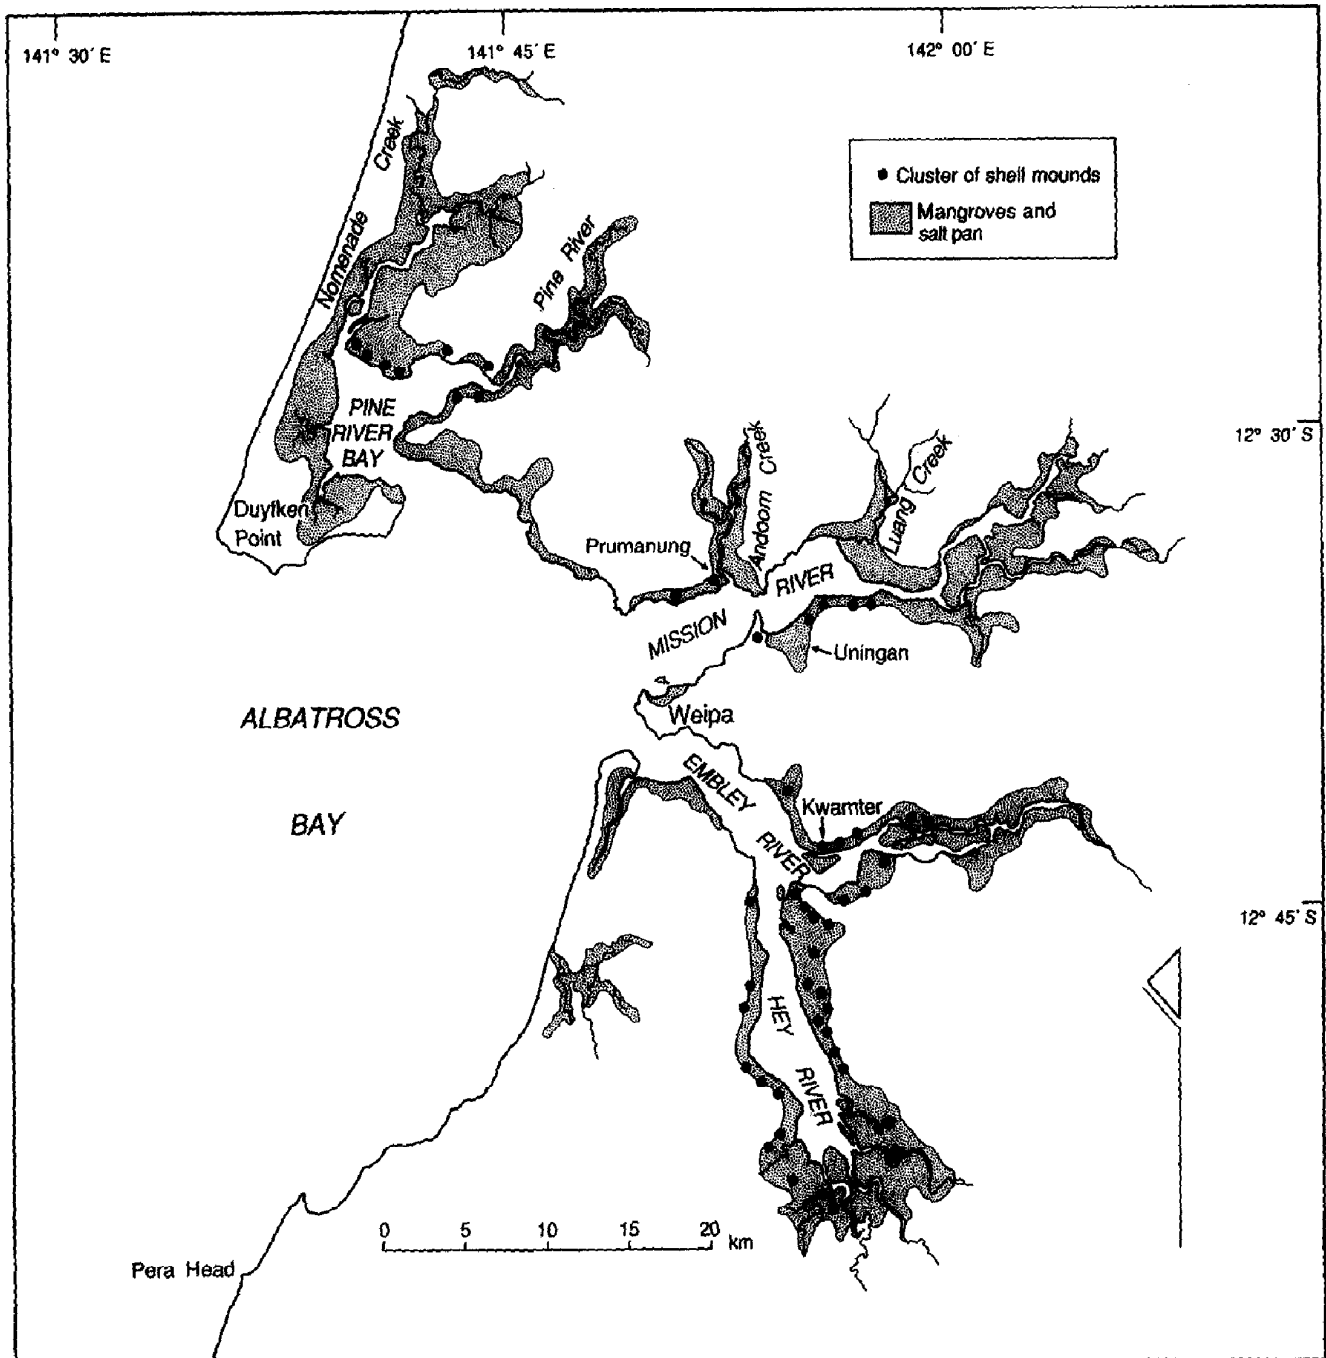 141° 30′ E
141° 45′ E
142° 00′ E
Nomenade Creek
Cluster of shell mounds
Mangroves and
salt pan
Pine River
PINE
RIVER
BAY
12° 30′ S
Duyfken
Point
Andoom Creek
Luang Creek
Prumanung
MISSION RIVER
Uningan
Weipa
ALBATROSS
BAY
EMBLEY
RIVER
Kwamter
12° 45′ S
HEY
RIVER
0 5 10 15 20 km
Pera Head